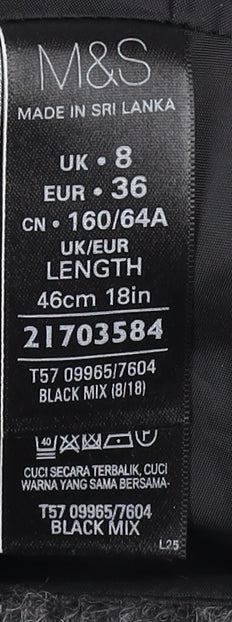 M&S
MADE IN SRI LANKA
UK • 8
EUR • 36
CN • 160/64A
UK/EUR
LENGTH
46cm 18in
21703584
T57 09965/7604
BLACK MIX (8/18)
40 P
CUCI SECARA TERBALIK, CUCI
WARNA YANG SAMA BERSAMA-
T57 09965/7604
BLACK MIX
L25